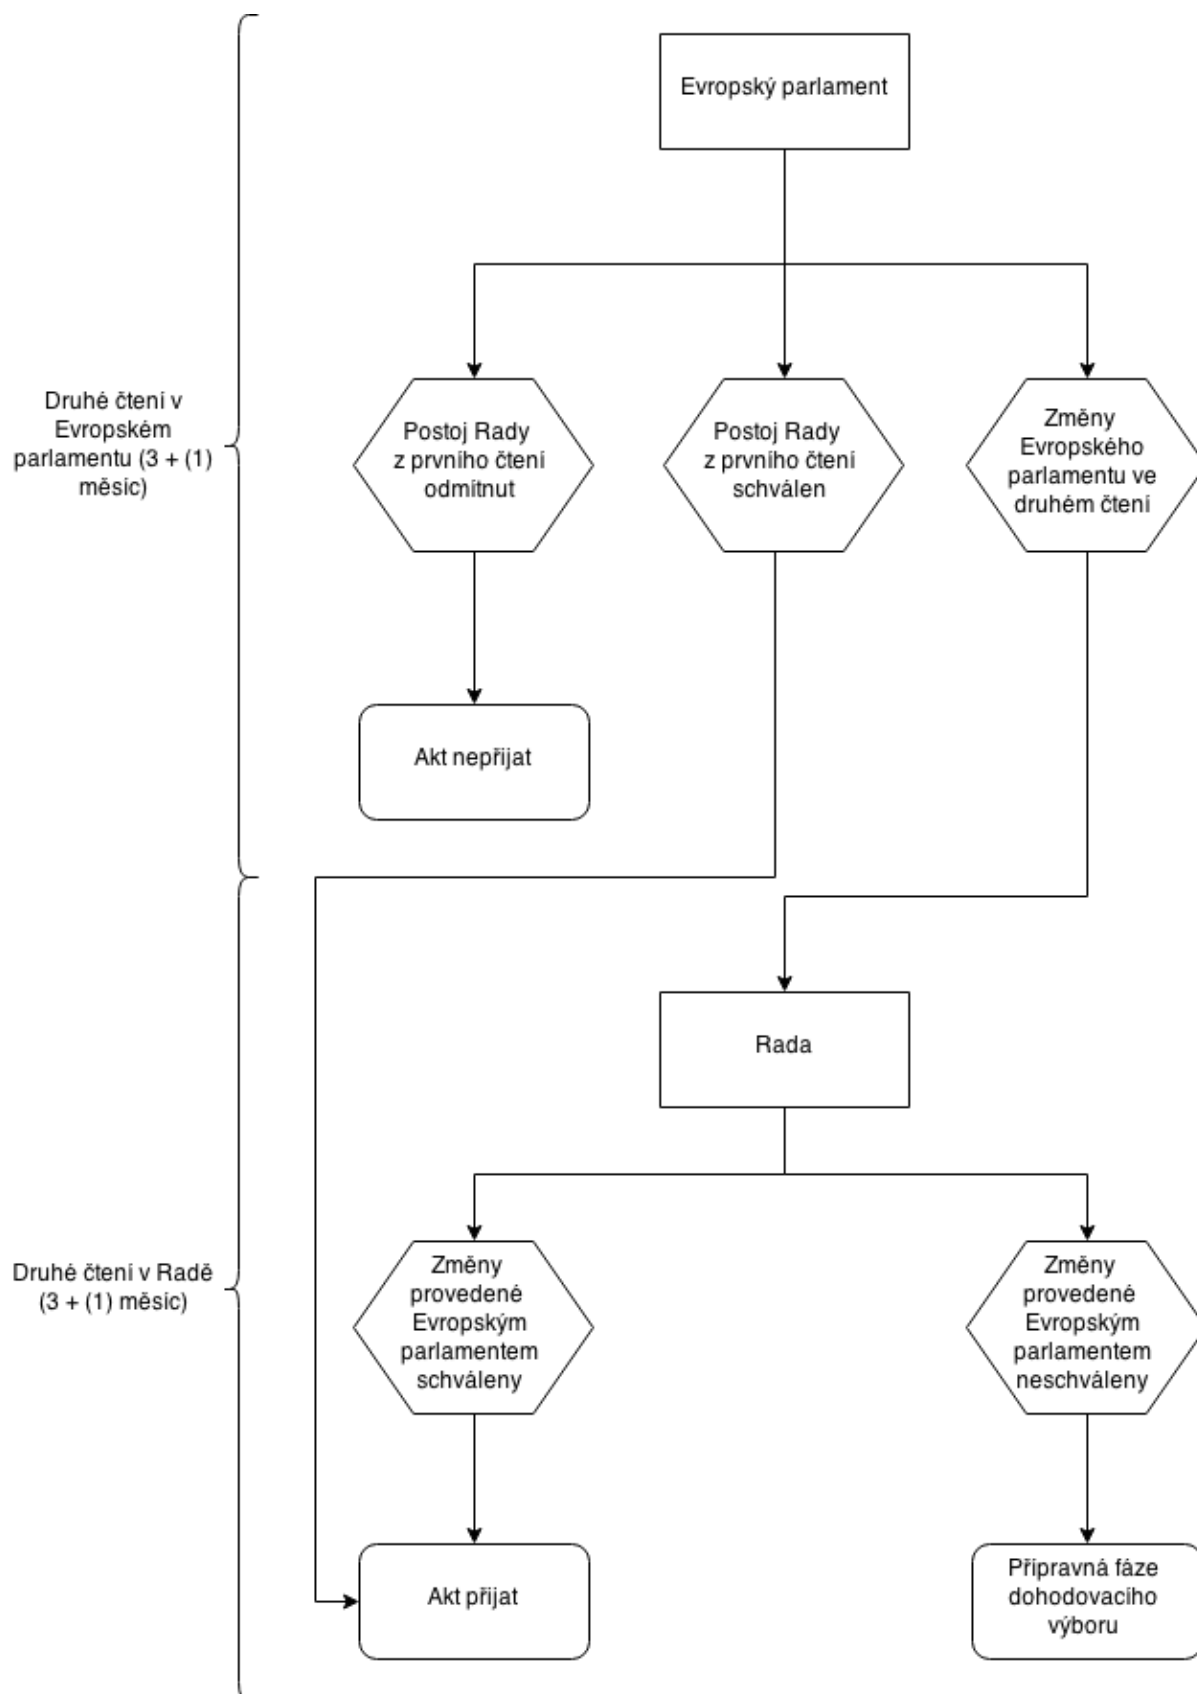 Evropský parlament
Druhé čtení v
Evropském
parlamentu (3 + (1)
měsíc)
Postoj Rady
z prvního čtení
odmítnut
Postoj Rady
z prvního čtení
schválen
Změny
Evropského
parlamentu ve
druhém čtení
Akt nepřijat
Rada
Druhé čtení v Radě
(3 + (1) měsíc)
Změny
provedené
Evropským
parlamentem
schváleny
Změny
provedené
Evropským
parlamentem
neschváleny
Akt přijat
Přípravná fáze
dohodovacího
výboru